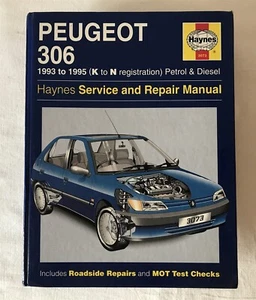 PEUGEOT
306
1993 to 1995 (K to N registration) Petrol & Diesel
Haynes
3073
Haynes Service and Repair Manual
3073
Includes Roadside Repairs and MOT Test Checks